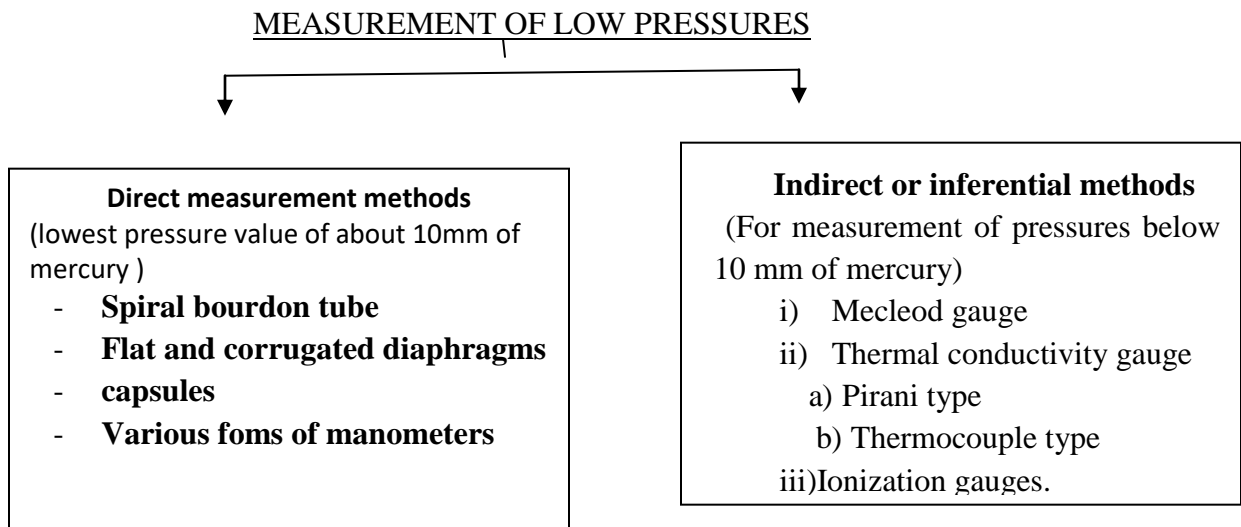 MEASUREMENT OF LOW PRESSURES
Direct measurement methods
(lowest pressure value of about 10mm of
mercury )
- Spiral bourdon tube
- Flat and corrugated diaphragms
- capsules
- Various foms of manometers
Indirect or inferential methods
(For measurement of pressures below
10 mm of mercury)
i) Mecleod gauge
ii) Thermal conductivity gauge
a) Pirani type
b) Thermocouple type
iii)Ionization gauges.